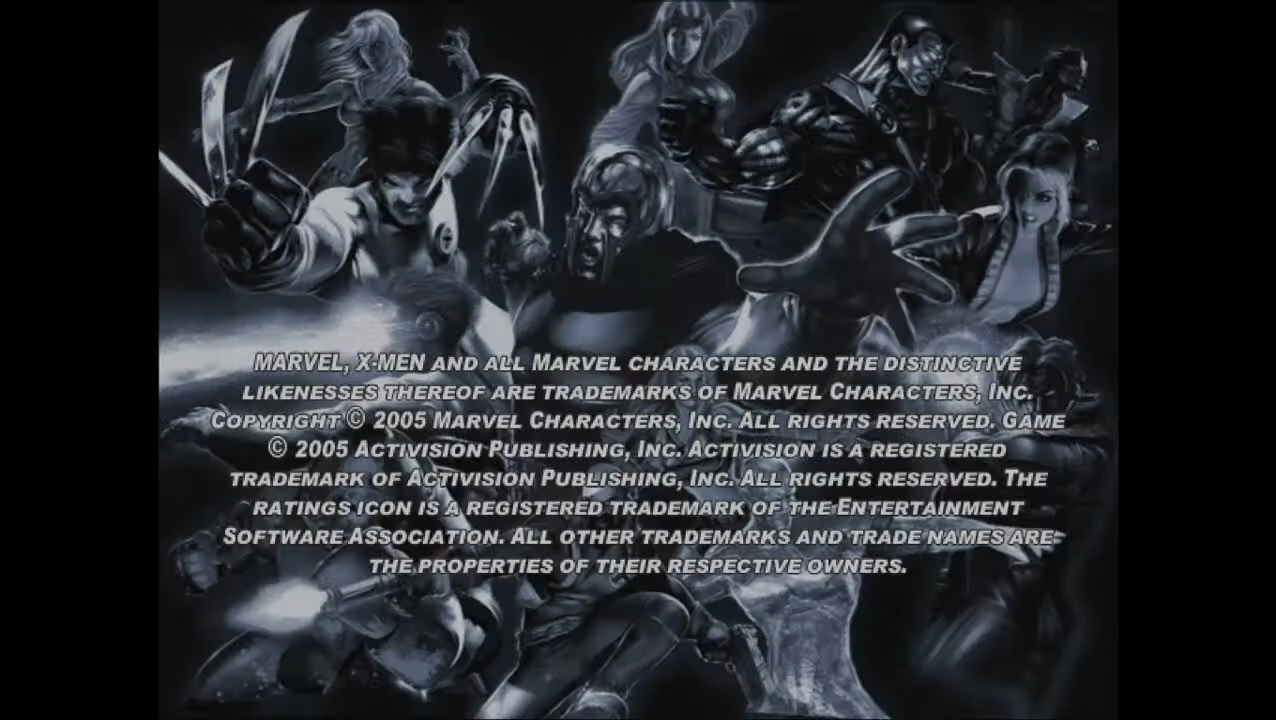 MARVEL, X-MEN AND ALL MARVEL CHARACTERS AND THE DISTINCTIVE
LIKENESSES THEREOF ARE TRADEMARKS OF MARVEL CHARACTERS, INC.
COPYRIGHT © 2005 MARVEL CHARACTERS, INC. ALL RIGHTS RESERVED. GAME
© 2005 ACTIVISION PUBLISHING, INC. ACTIVISION IS A REGISTERED
TRADEMARK OF ACTIVISION PUBLISHING, INC. ALL RIGHTS RESERVED. THE
RATINGS ICON IS A REGISTERED TRADEMARK OF THE ENTERTAINMENT
SOFTWARE ASSOCIATION. ALL OTHER TRADEMARKS AND TRADE NAMES ARE
THE PROPERTIES OF THEIR RESPECTIVE OWNERS.